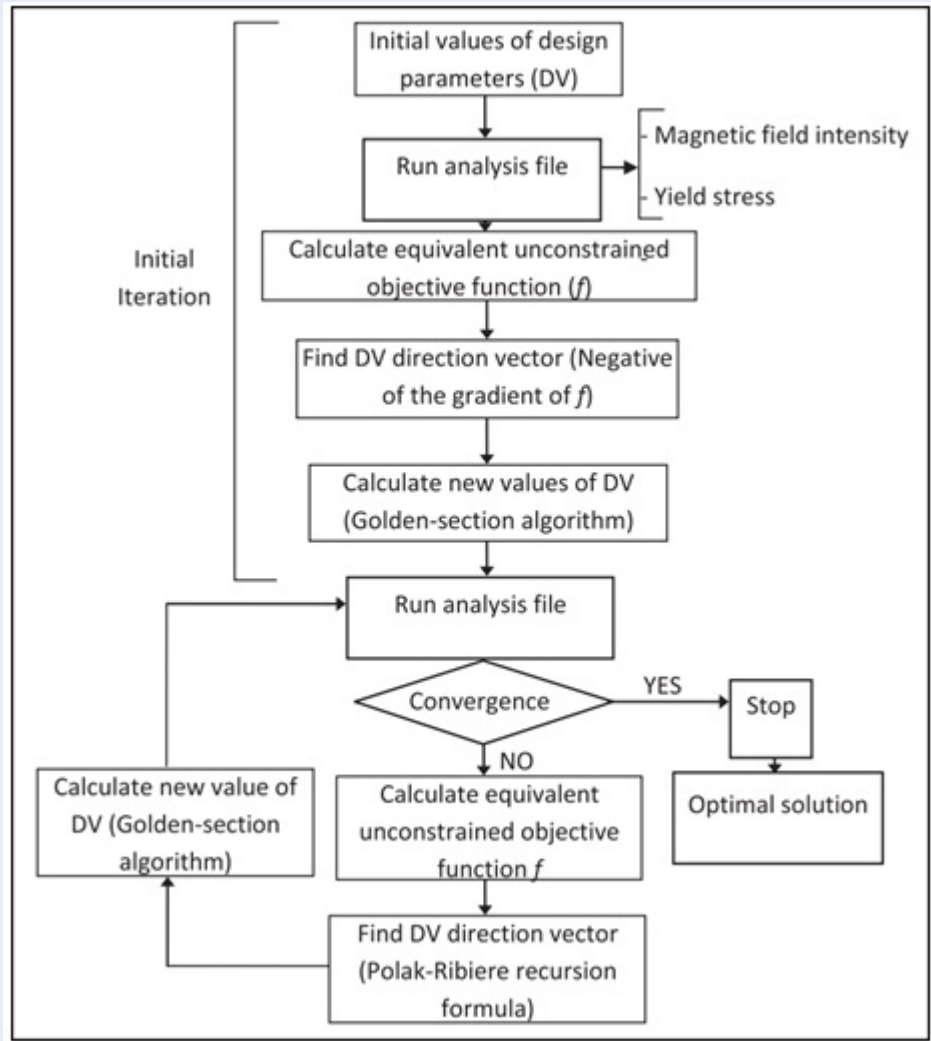 Initial values of design
parameters (DV)
Run analysis file
- Magnetic field intensity
- Yield stress
Initial
Iteration
Calculate equivalent unconstrained
objective function (f)
Find DV direction vector (Negative
of the gradient of f)
Calculate new values of DV
(Golden-section algorithm)
Run analysis file
Convergence
YES
Stop
Optimal solution
NO
Calculate equivalent
unconstrained objective
function f
Find DV direction vector
(Polak-Ribiere recursion
formula)
Calculate new value of
DV (Golden-section
algorithm)